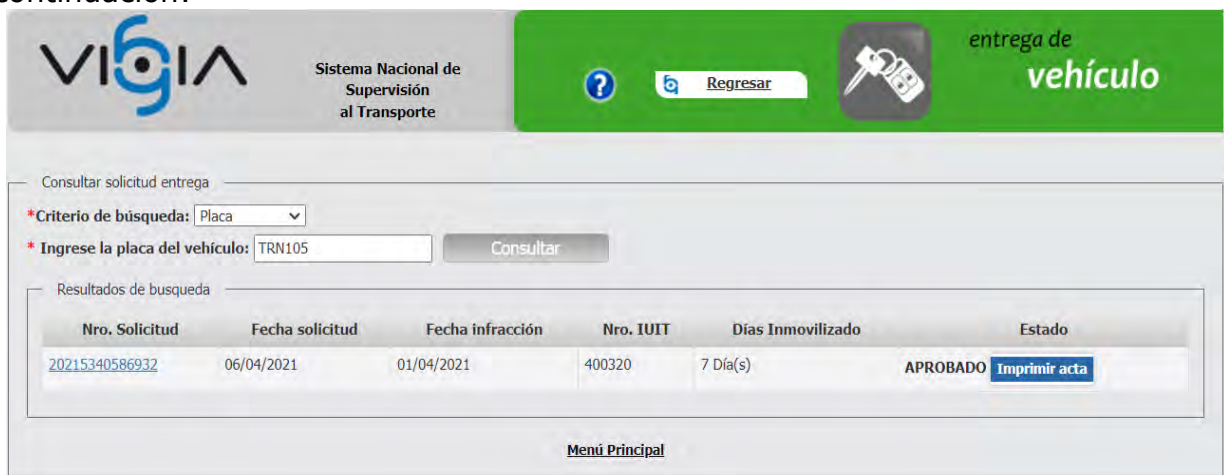 continuación:
VIGIA
Sistema Nacional de
Supervisión
al Transporte
?
Regresar
entrega de
vehículo
Consultar solicitud entrega
*Criterio de búsqueda: Placa
* Ingrese la placa del vehículo: TRN105 Consultar
Resultados de busqueda
Nro. Solicitud Fecha solicitud Fecha infracción Nro. IUIT Días Inmovilizado Estado
20215340586932 06/04/2021 01/04/2021 400320 7 Día(s) APROBADO Imprimir acta
Menú Principal